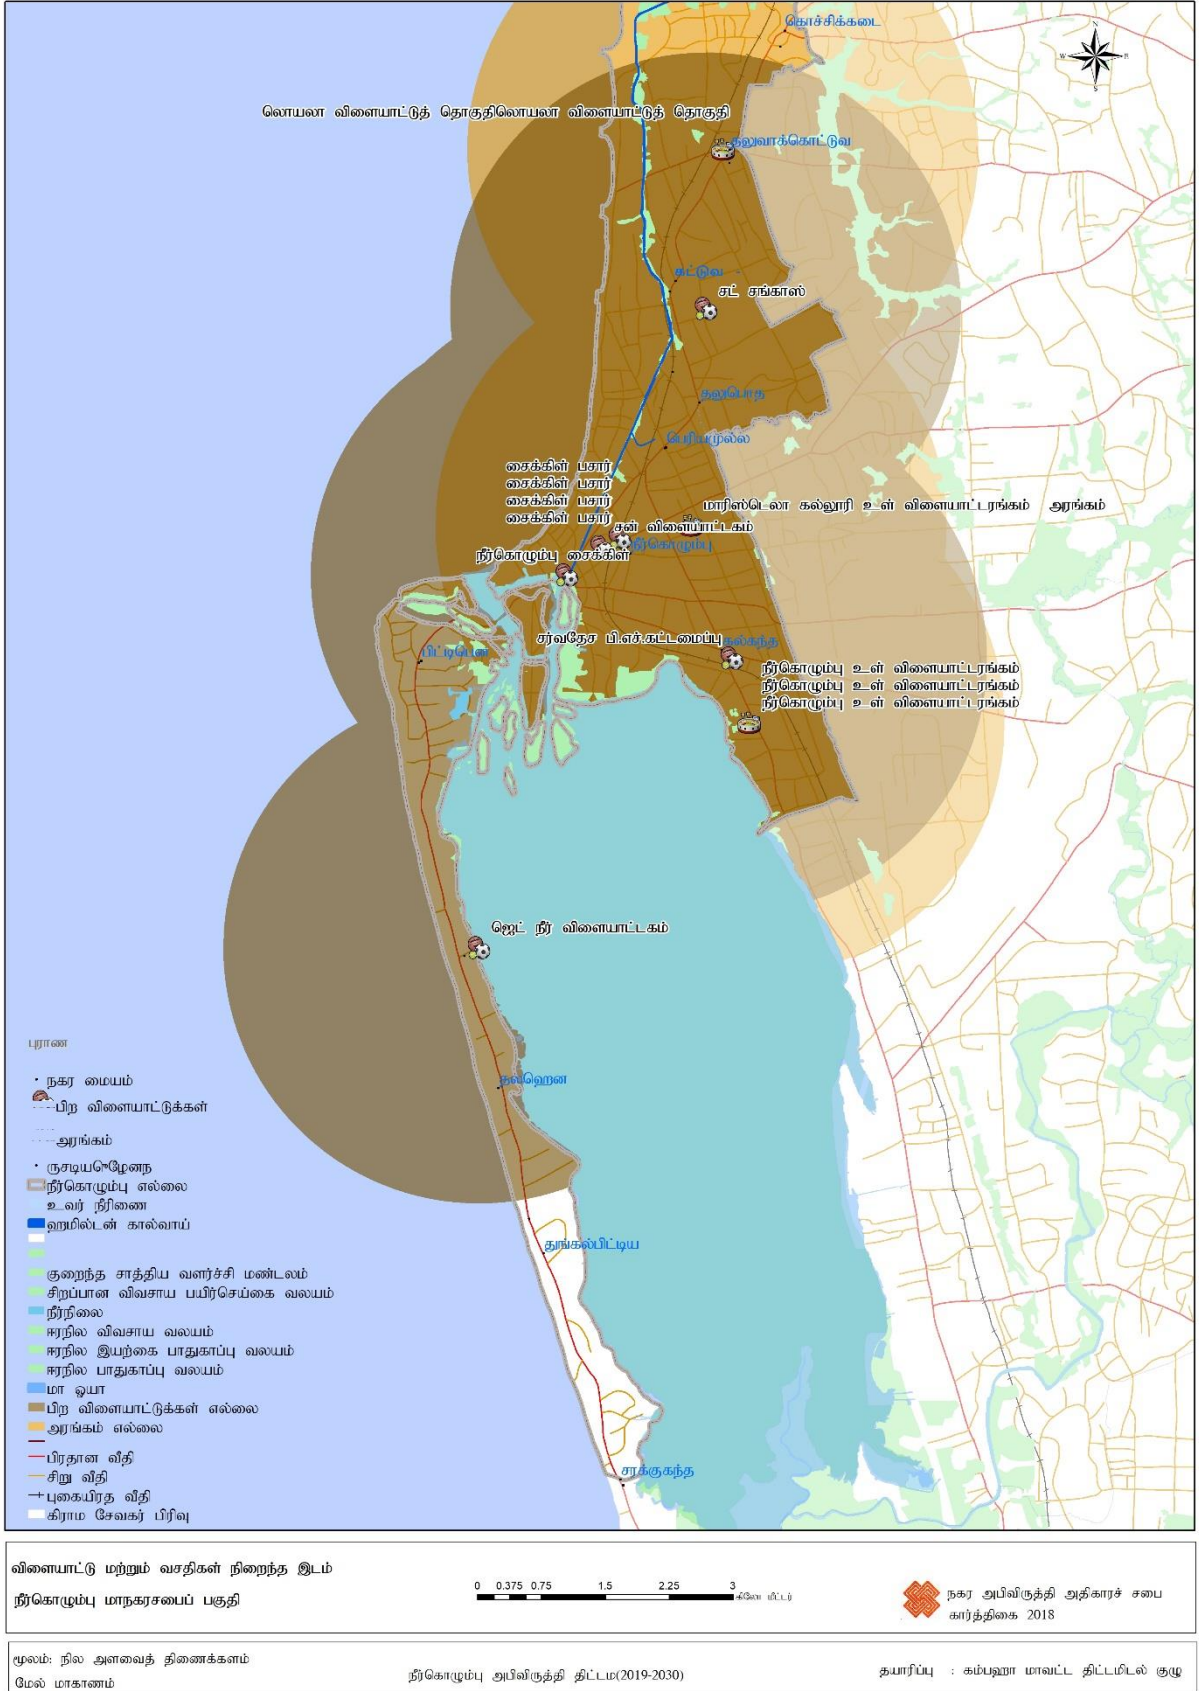 கொச்சிக்கடை
N
W E
S
லொயலா விளையாட்டுத் தொகுதிலொயலா விளையாட்டுத் தொகுதி
தலுவாக்கொட்டுவ
கட்டுவ
சட் சங்காஸ்
தலுபொத
பெரியமுல்ல
சைக்கிள் பசார்
சைக்கிள் பசார்
சைக்கிள் பசார்
சைக்கிள் பசார்
மாரிஸ்டெலா கல்லூரி உள் விளையாட்டரங்கம் அரங்கம்
சன் விளையாட்டகம்
நீர்கொழும்பு
நீர்கொழும்பு சைக்கிள்
சர்வதேச பி.எச்.கட்டமைப்பு
தல்கந்த
பிட்டிபென
நீர்கொழும்பு உள் விளையாட்டரங்கம்
நீர்கொழும்பு உள் விளையாட்டரங்கம்
நீர்கொழும்பு உள் விளையாட்டரங்கம்
ஜெட் நீர் விளையாட்டகம்
தலஹென
துங்கல்பிட்டிய
சரக்குகந்த
புராண
நகர மையம்
பிற விளையாட்டுக்கள்
அரங்கம்
நீர்கொழும்பு எல்லை
உவர் நீரிணை
ஹமில்டன் கால்வாய்
குறைந்த சாத்திய வளர்ச்சி மண்டலம்
சிறப்பான விவசாய பயிர்செய்கை வலயம்
நீர்நிலை
ஈரநில விவசாய வலயம்
ஈரநில இயற்கை பாதுகாப்பு வலயம்
ஈரநில பாதுகாப்பு வலயம்
மா ஓயா
பிற விளையாட்டுக்கள் எல்லை
அரங்கம் எல்லை
பிரதான வீதி
சிறு வீதி
புகையிரத வீதி
கிராம சேவகர் பிரிவு
விளையாட்டு மற்றும் வசதிகள் நிறைந்த இடம்
நீர்கொழும்பு மாநகரசபைப் பகுதி
0 0.375 0.75 1.5 2.25 3
கிலோ மீட்டர்
நகர அபிவிருத்தி அதிகாரச் சபை
கார்த்திகை 2018
மூலம்: நில அளவைத் திணைக்களம்
மேல் மாகாணம்
நீர்கொழும்பு அபிவிருத்தி திட்டம(2019-2030)
தயாரிப்பு : கம்பஹா மாவட்ட திட்டமிடல் குழு